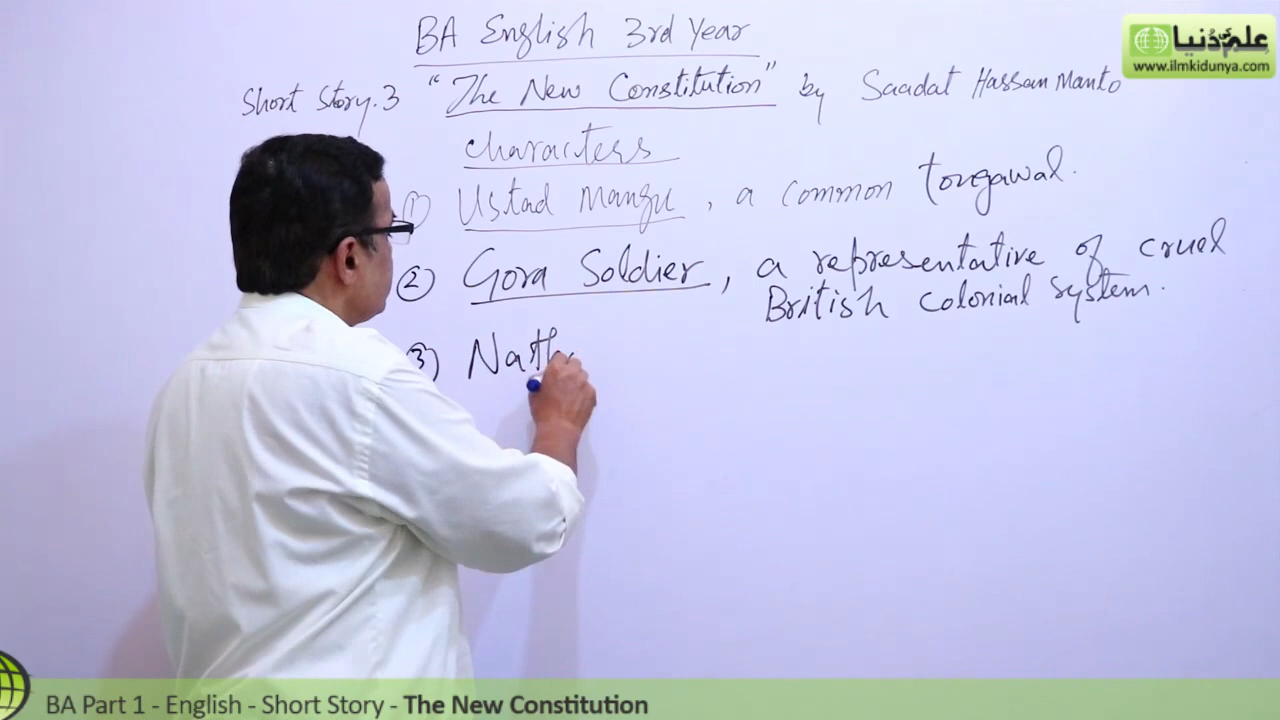 BA English 3rd Year
Short Story.3 "The New Constitution" by Saadat Hassan Manto
Characters
① Ustad Mangu, a common tongawal.
② Gora Soldier, a representative of cruel
British colonial system.
③ Nath
علم کی دُنیا
www.ilmkidunya.com
BA Part 1 - English - Short Story - The New Constitution